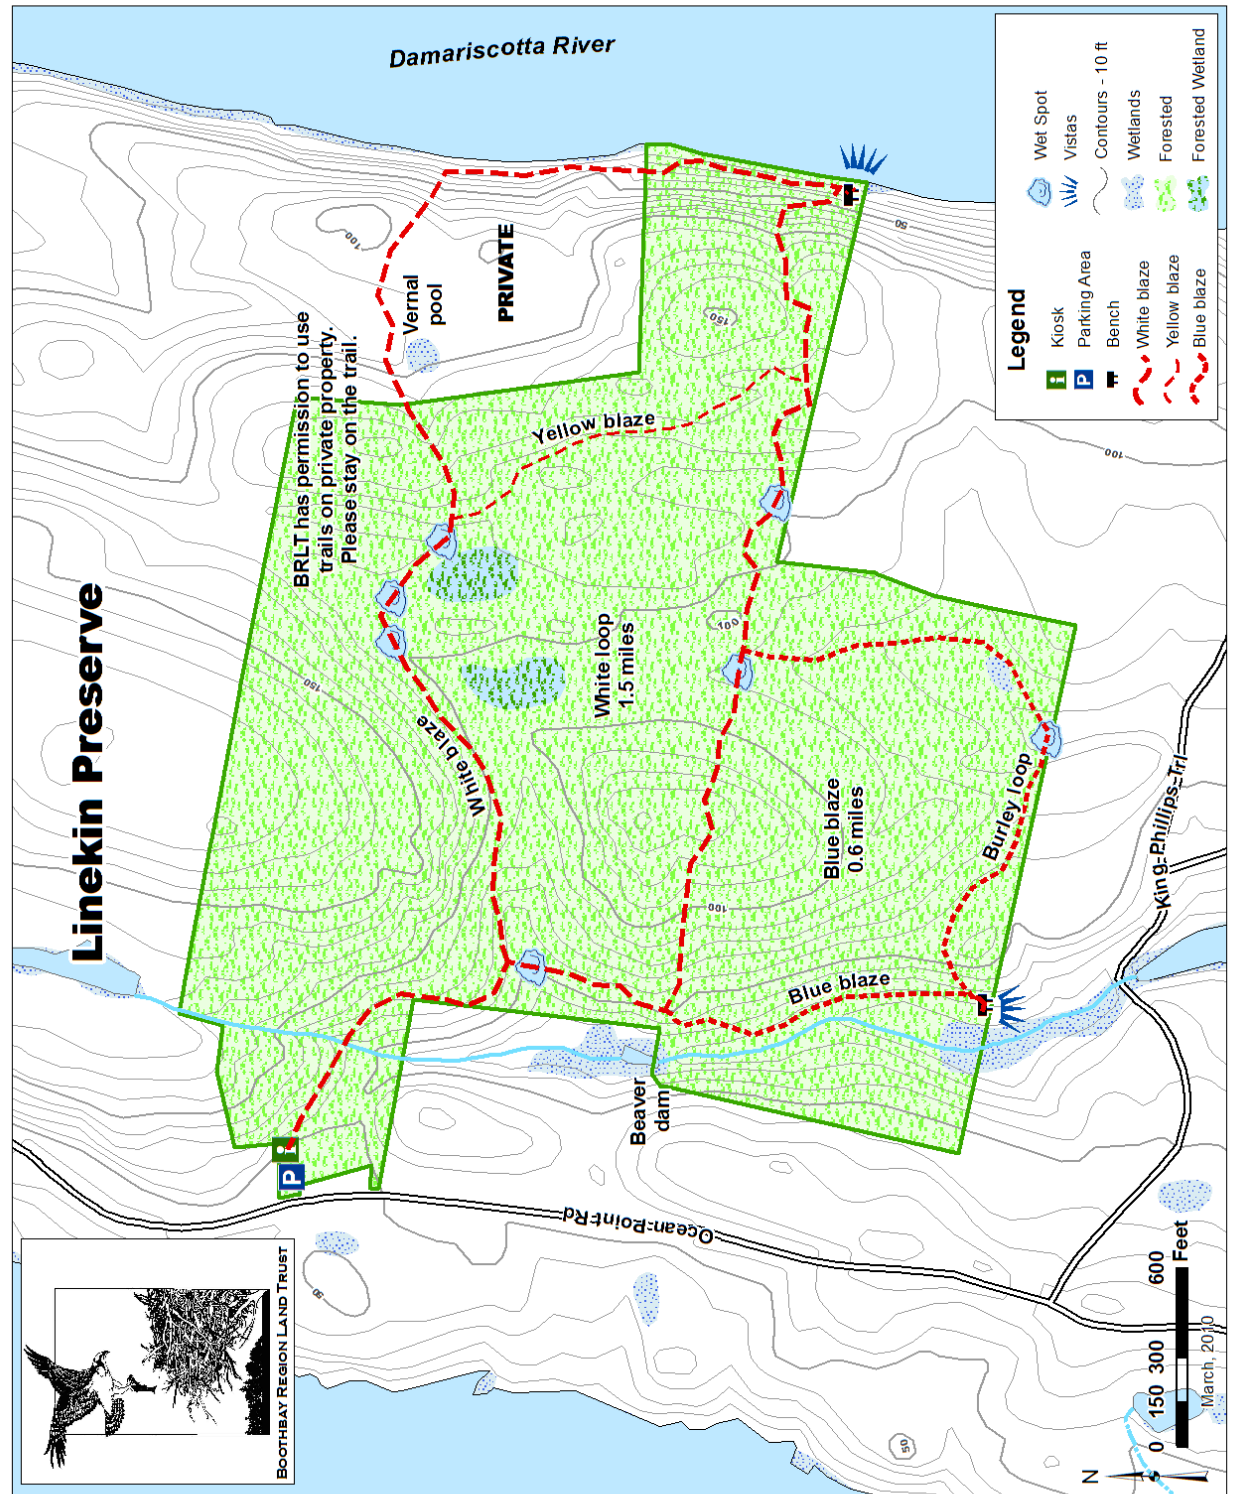 Linekin Preserve
Damariscotta River
BRLT has permission to use
trails on private property.
Please stay on the trail.
Vernal
pool
PRIVATE
100
150
150
50
100
100
100
50
50
Yellow blaze
White blaze
White loop
1.5 miles
Blue blaze
0.6 miles
Burley loop
Blue blaze
Beaver
dam
Ocean Point Rd
King Phillips Trl
P
i
BOOTHBAY REGION LAND TRUST
Legend
i Kiosk
P Parking Area
Bench
White blaze
Yellow blaze
Blue blaze
Wet Spot
Vistas
Contours - 10 ft
Wetlands
Forested
Forested Wetland
N
0 150 300 600
Feet
March, 2010